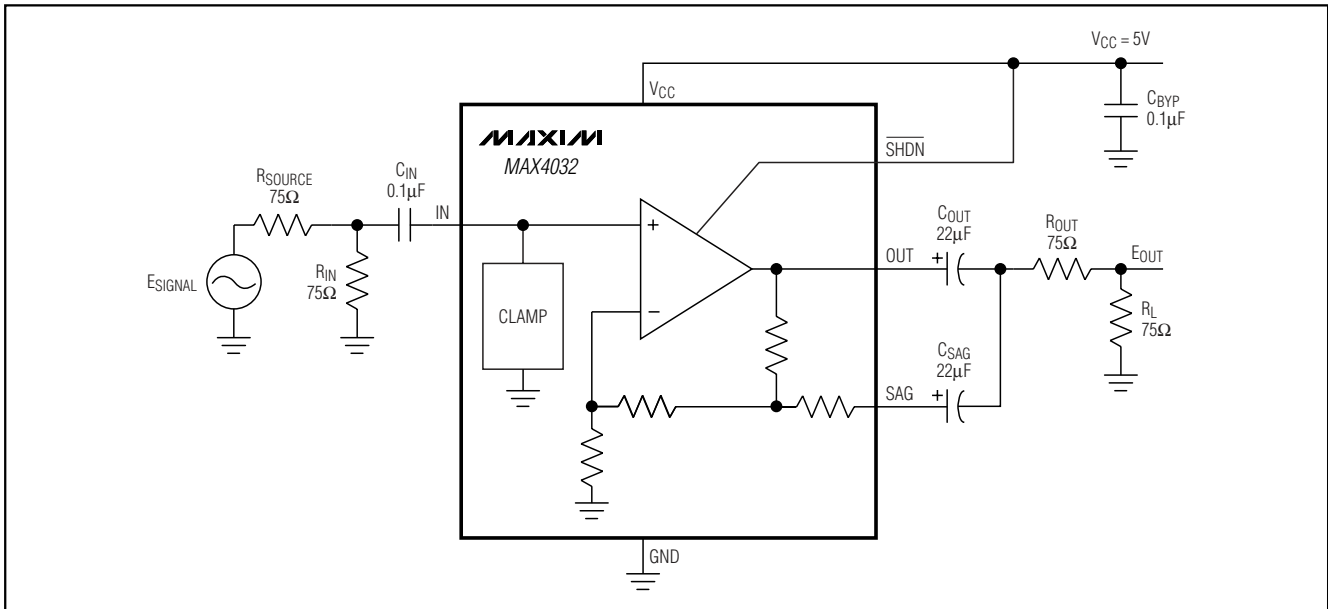 VCC = 5V
VCC
CBYP
0.1µF
MAXIM
MAX4032
SHDN
RSOURCE
75Ω
CIN
0.1µF
IN
RIN
75Ω
ESIGNAL
CLAMP
+
−
OUT
+
COUT
22µF
ROUT
75Ω
EOUT
RL
75Ω
SAG
+
CSAG
22µF
GND